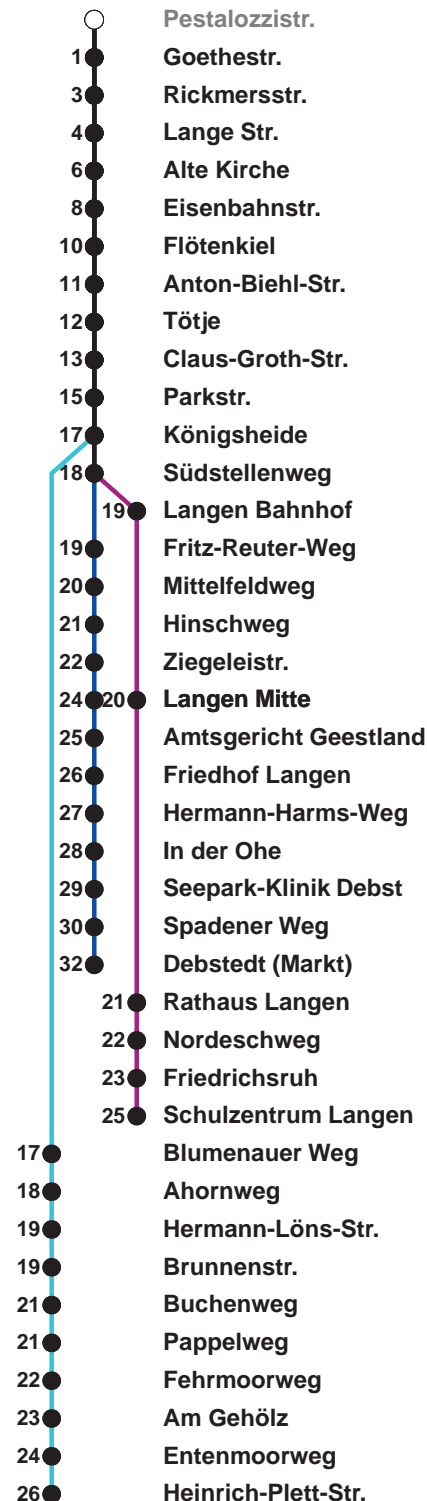 Pestalozzistr.
1 Goethestr.
3 Rickmersstr.
4 Lange Str.
6 Alte Kirche
8 Eisenbahnstr.
10 Flötenkiel
11 Anton-Biehl-Str.
12 Tötje
13 Claus-Groth-Str.
15 Parkstr.
17 Königsheide
18 Südstellenweg
19 Langen Bahnhof
19 Fritz-Reuter-Weg
20 Mittelfeldweg
21 Hinschweg
22 Ziegeleistr.
24 20 Langen Mitte
25 Amtsgericht Geestland
26 Friedhof Langen
27 Hermann-Harms-Weg
28 In der Ohe
29 Seepark-Klinik Debst
30 Spadener Weg
32 Debstedt (Markt)
21 Rathaus Langen
22 Nordeschweg
23 Friedrichsruh
25 Schulzentrum Langen
17 Blumenauer Weg
18 Ahornweg
19 Hermann-Löns-Str.
19 Brunnenstr.
21 Buchenweg
21 Pappelweg
22 Fehrmoorweg
23 Am Gehölz
24 Entenmoorweg
26 Heinrich-Plett-Str.